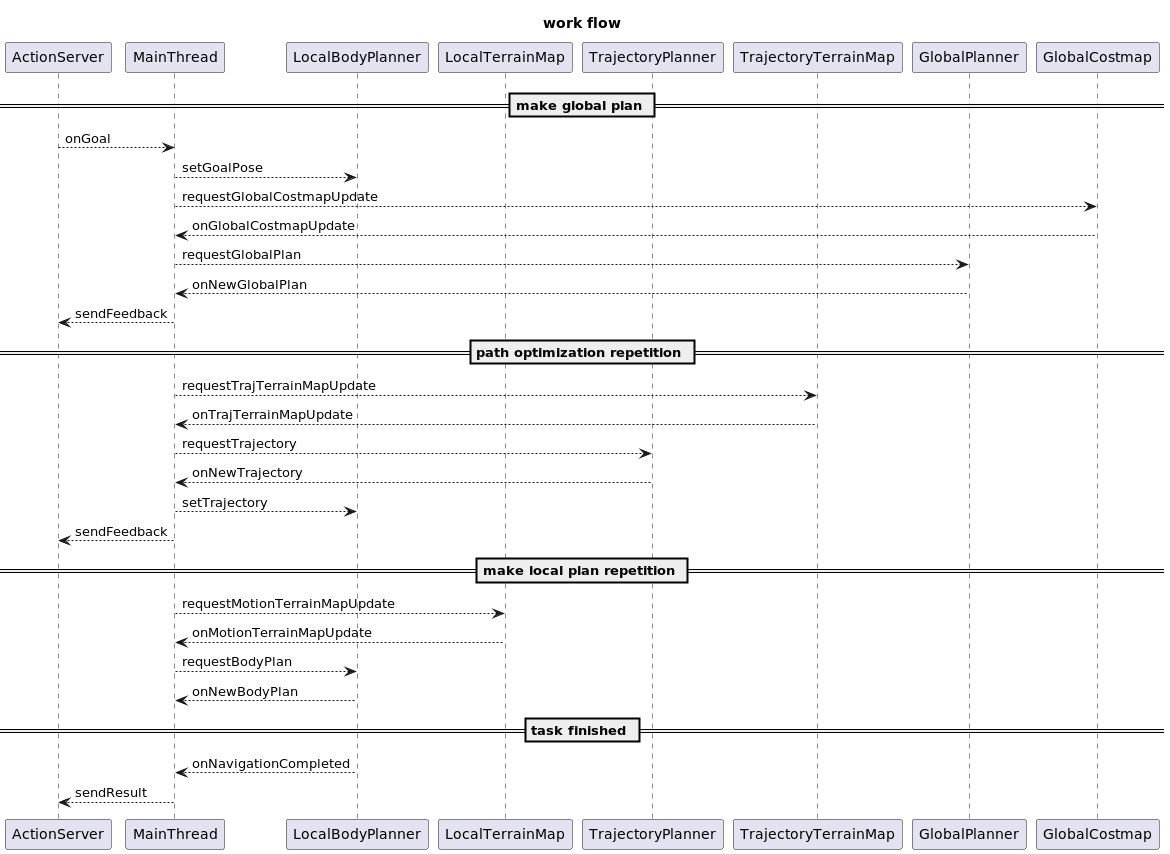 work flow
ActionServer MainThread LocalBodyPlanner LocalTerrainMap TrajectoryPlanner TrajectoryTerrainMap GlobalPlanner GlobalCostmap
make global plan
onGoal
setGoalPose
requestGlobalCostmapUpdate
onGlobalCostmapUpdate
requestGlobalPlan
onNewGlobalPlan
sendFeedback
path optimization repetition
requestTrajTerrainMapUpdate
onTrajTerrainMapUpdate
requestTrajectory
onNewTrajectory
setTrajectory
sendFeedback
make local plan repetition
requestMotionTerrainMapUpdate
onMotionTerrainMapUpdate
requestBodyPlan
onNewBodyPlan
task finished
onNavigationCompleted
sendResult
ActionServer MainThread LocalBodyPlanner LocalTerrainMap TrajectoryPlanner TrajectoryTerrainMap GlobalPlanner GlobalCostmap